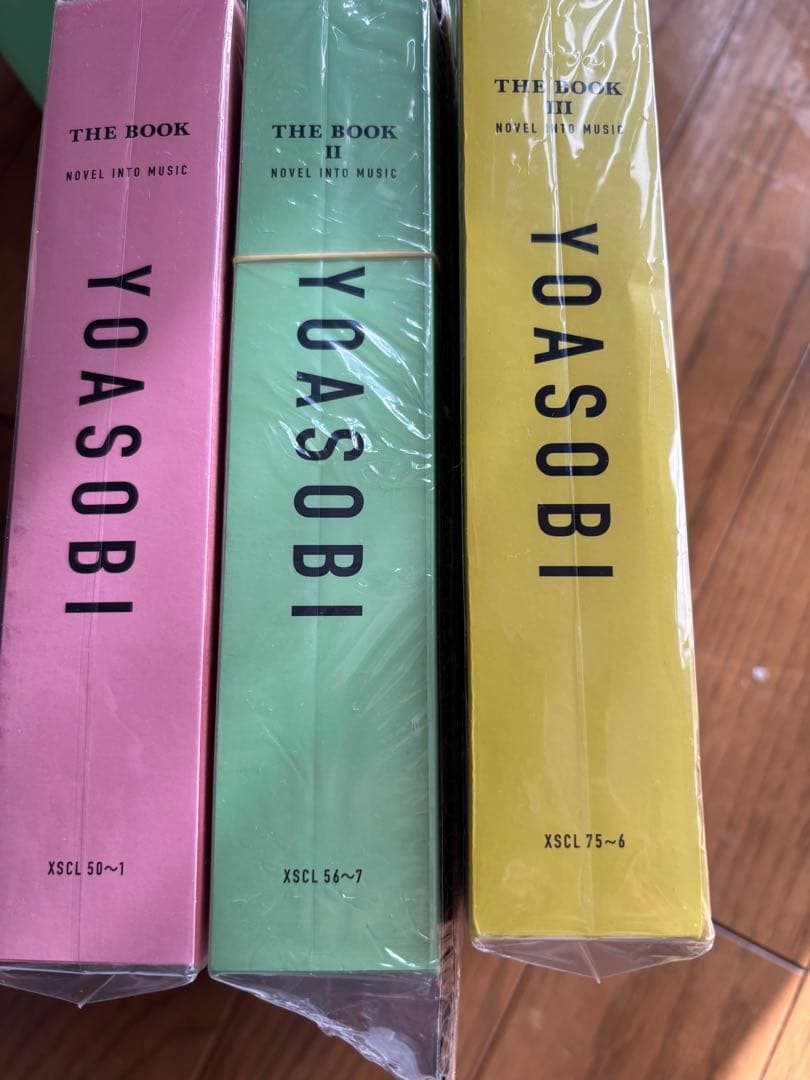 THE BOOK
NOVEL INTO MUSIC
YOASOBI
XSCL 50～1
THE BOOK
II
NOVEL INTO MUSIC
YOASOBI
XSCL 56～7
THE BOOK
III
NOVEL INTO MUSIC
YOASOBI
XSCL 75～6